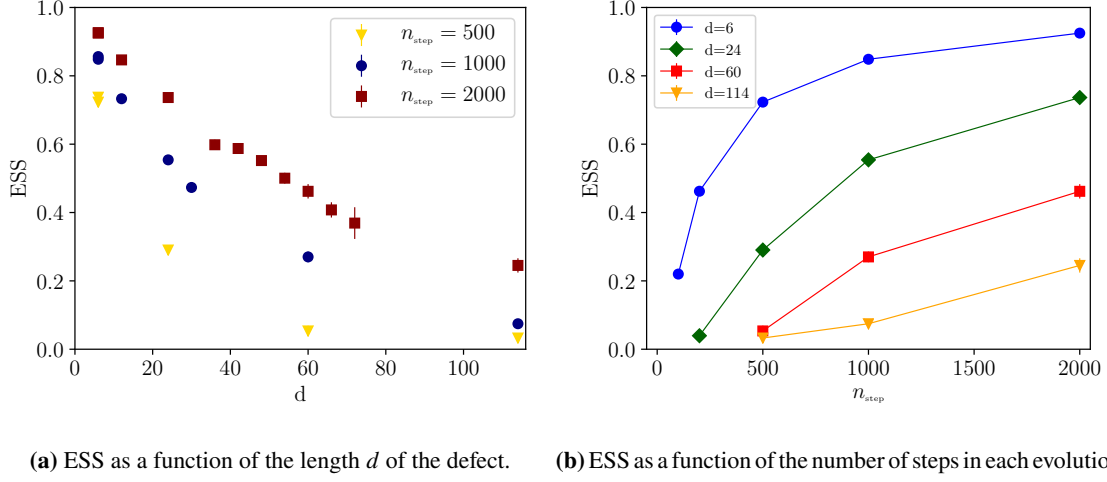 1.0
0.8
0.6
0.4
0.2
0.0
ESS
0 20 40 60 80 100
d
n_step = 500
n_step = 1000
n_step = 2000
1.0
0.8
0.6
0.4
0.2
0.0
ESS
0 500 1000 1500 2000
n_step
d=6
d=24
d=60
d=114
(a) ESS as a function of the length d of the defect.
(b) ESS as a function of the number of steps in each evolutio